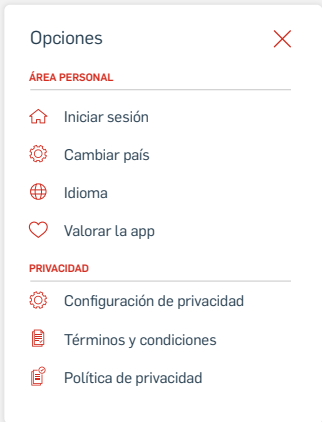 Opciones
ÁREA PERSONAL
Iniciar sesión
Cambiar país
Idioma
Valorar la app
PRIVACIDAD
Configuración de privacidad
Términos y condiciones
Política de privacidad